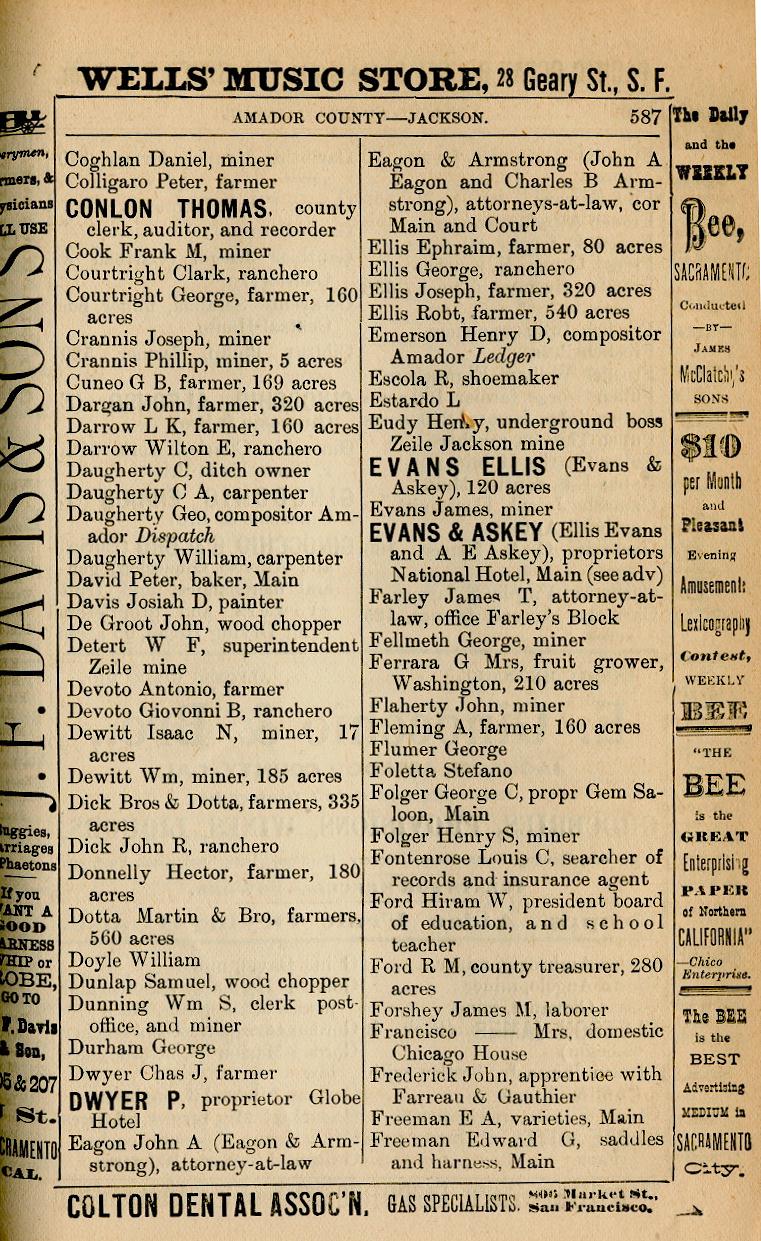 WELLS' MUSIC STORE, 28 Geary St., S. F.
AMADOR COUNTY—JACKSON. 587
Coghlan Daniel, miner
Colligaro Peter, farmer
CONLON THOMAS, county
clerk, auditor, and recorder
Cook Frank M, miner
Courtright Clark, ranchero
Courtright George, farmer, 160
acres
Crannis Joseph, miner
Crannis Phillip, miner, 5 acres
Cuneo G B, farmer, 169 acres
Dargan John, farmer, 320 acres
Darrow L K, farmer, 160 acres
Darrow Wilton E, ranchero
Daugherty C, ditch owner
Daugherty C A, carpenter
Daugherty Geo, compositor Am-
ador Dispatch
Daugherty William, carpenter
David Peter, baker, Main
Davis Josiah D, painter
De Groot John, wood chopper
Detert W F, superintendent
Zeile mine
Devoto Antonio, farmer
Devoto Giovonni B, ranchero
Dewitt Isaac N, miner, 17
acres
Dewitt Wm, miner, 185 acres
Dick Bros & Dotta, farmers, 335
acres
Dick John R, ranchero
Donnelly Hector, farmer, 180
acres
Dotta Martin & Bro, farmers,
560 acres
Doyle William
Dunlap Samuel, wood chopper
Dunning Wm S, clerk post-
office, and miner
Durham George
Dwyer Chas J, farmer
DWYER P, proprietor Globe
Hotel
Eagon John A (Eagon & Arm-
strong), attorney-at-law
Eagon & Armstrong (John A
Eagon and Charles B Arm-
strong), attorneys-at-law, cor
Main and Court
Ellis Ephraim, farmer, 80 acres
Ellis George, ranchero
Ellis Joseph, farmer, 320 acres
Ellis Robt, farmer, 540 acres
Emerson Henry D, compositor
Amador Ledger
Escola R, shoemaker
Estardo L
Eudy Henry, underground boss
Zeile Jackson mine
EVANS ELLIS (Evans &
Askey), 120 acres
Evans James, miner
EVANS & ASKEY (Ellis Evans
and A E Askey), proprietors
National Hotel, Main (see adv)
Farley James T, attorney-at-
law, office Farley's Block
Fellmeth George, miner
Ferrara G Mrs, fruit grower,
Washington, 210 acres
Flaherty John, miner
Fleming A, farmer, 160 acres
Flumer George
Foletta Stefano
Folger George C, propr Gem Sa-
loon, Main
Folger Henry S, miner
Fontenrose Louis C, searcher of
records and insurance agent
Ford Hiram W, president board
of education, and school
teacher
Ford R M, county treasurer, 280
acres
Forshey James M, laborer
Francisco —— Mrs, domestic
Chicago House
Frederick John, apprentice with
Farreau & Gauthier
Freeman E A, varieties, Main
Freeman Edward G, saddles
and harness, Main
The Daily
and the
WEEKLY
Bee,
SACRAMENTO
Conducted
—BY—
JAMES
McClatchy's
SONS
$10
per Month
and
Pleasant
Evening
Amusement:
Lexicography
Contest,
WEEKLY
BEE
"THE
BEE
is the
GREAT
Enterprising
PAPER
of Northern
CALIFORNIA"
—Chico
Enterprise.
The BEE
is the
BEST
Advertising
MEDIUM in
SACRAMENTO
City.
J. F. DAVIS & SONS
If you
GOOD
or
GO TO
F. Davis
& Son,
& 207
St.
CAL.
COLTON DENTAL ASSOC'N. GAS SPECIALISTS. 806 Market St., San Francisco.